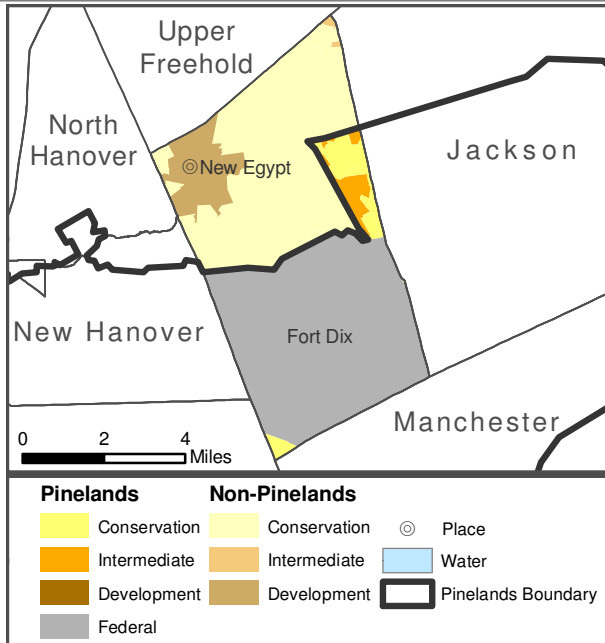 Upper
Freehold
North
Hanover
Jackson
New Egypt
New Hanover
Fort Dix
Manchester
0 2 4
Miles
Pinelands Non-Pinelands
Conservation Conservation Place
Intermediate Intermediate Water
Development Development Pinelands Boundary
Federal